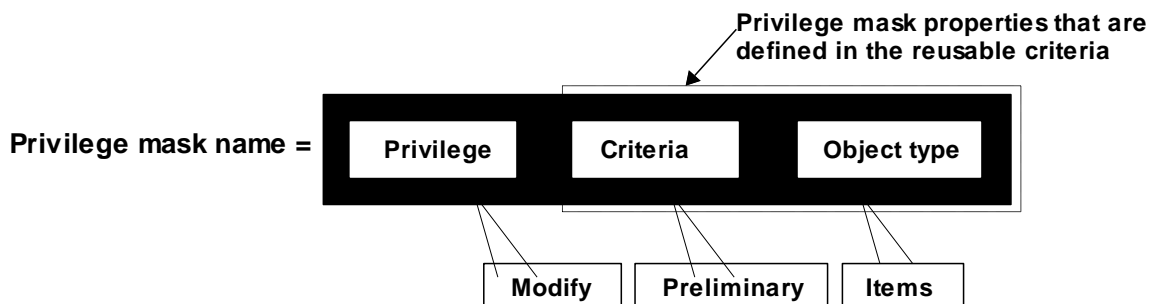 Privilege mask properties that are
defined in the reusable criteria
Privilege mask name =
Privilege
Criteria
Object type
Modify
Preliminary
Items